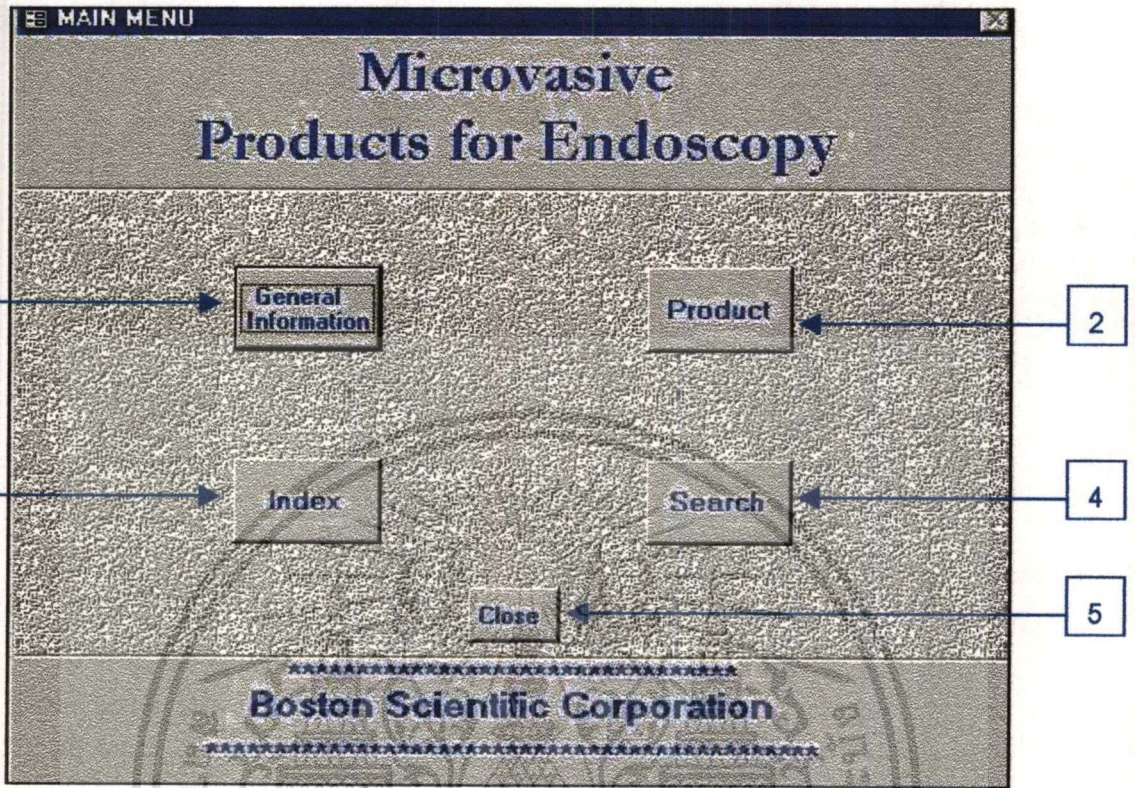 MAIN MENU
Microvasive
Products for Endoscopy
General
Information
Product
2
Index
Search
4
Close
5
************************************
Boston Scientific Corporation
*************************************************